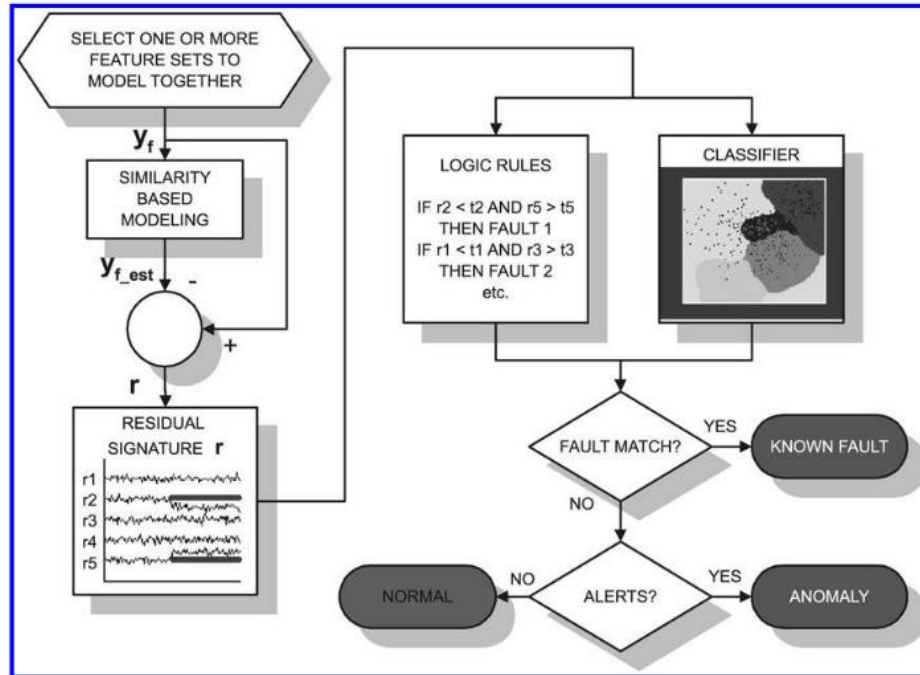 SELECT ONE OR MORE
FEATURE SETS TO
MODEL TOGETHER
y_f
SIMILARITY
BASED
MODELING
y_f_est
-
+
r
RESIDUAL
SIGNATURE r
r1
r2
r3
r4
r5
LOGIC RULES
IF r2 < t2 AND r5 > t5
THEN FAULT 1
IF r1 < t1 AND r3 > t3
THEN FAULT 2
etc.
CLASSIFIER
FAULT MATCH?
YES
KNOWN FAULT
NO
ALERTS?
NO
NORMAL
YES
ANOMALY